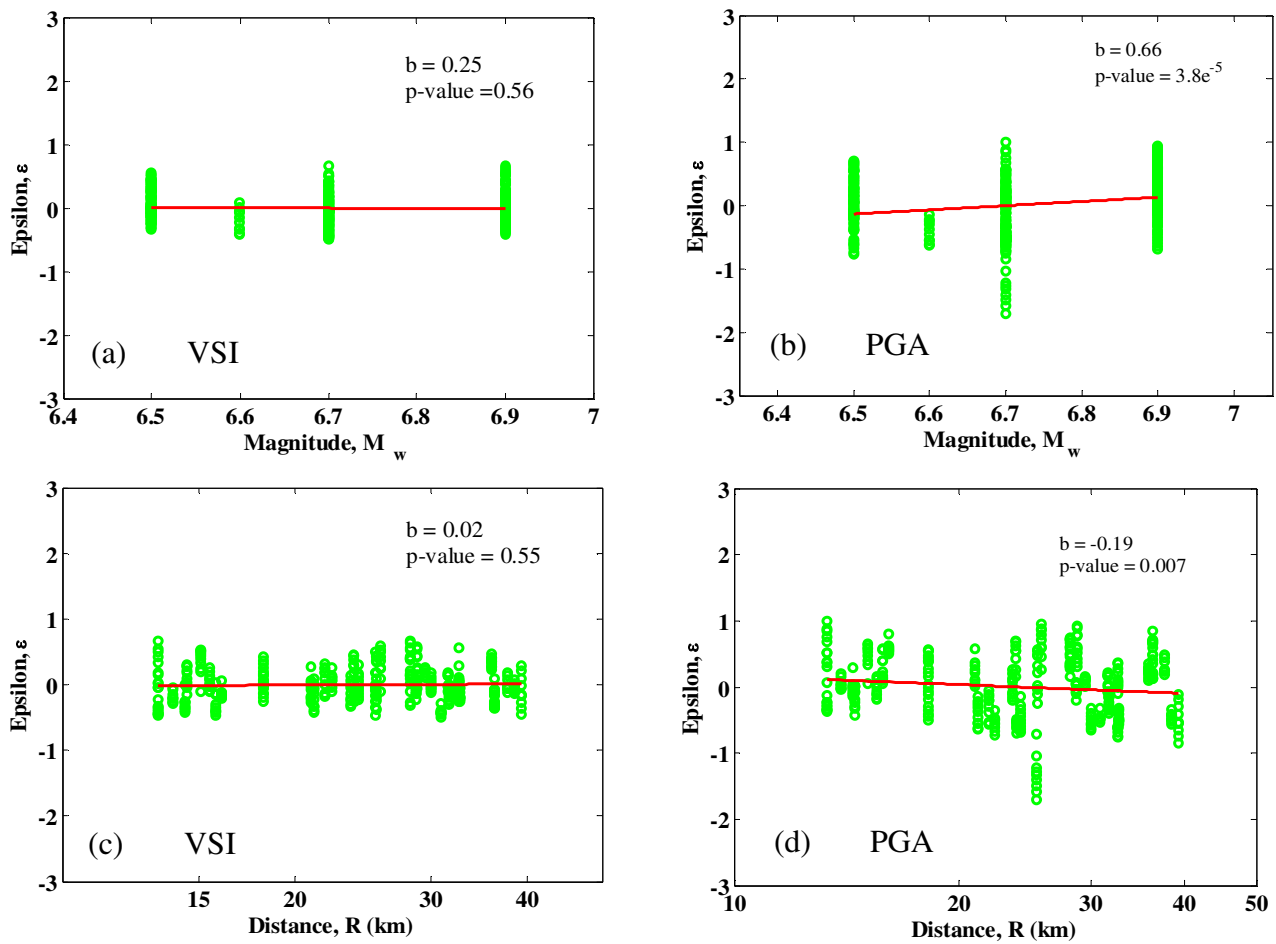 3
2
1
0
-1
-2
-3
Epsilon, ε
b = 0.25
p-value =0.56
(a) VSI
6.4 6.5 6.6 6.7 6.8 6.9 7
Magnitude, M w
3
2
1
0
-1
-2
-3
Epsilon, ε
b = 0.66
p-value = 3.8e-5
(b) PGA
6.4 6.5 6.6 6.7 6.8 6.9 7
Magnitude, M w
3
2
1
0
-1
-2
-3
Epsilon, ε
b = 0.02
p-value = 0.55
(c) VSI
15 20 30 40
Distance, R (km)
3
2
1
0
-1
-2
-3
Epsilon, ε
b = -0.19
p-value = 0.007
(d) PGA
10 20 30 40 50
Distance, R (km)